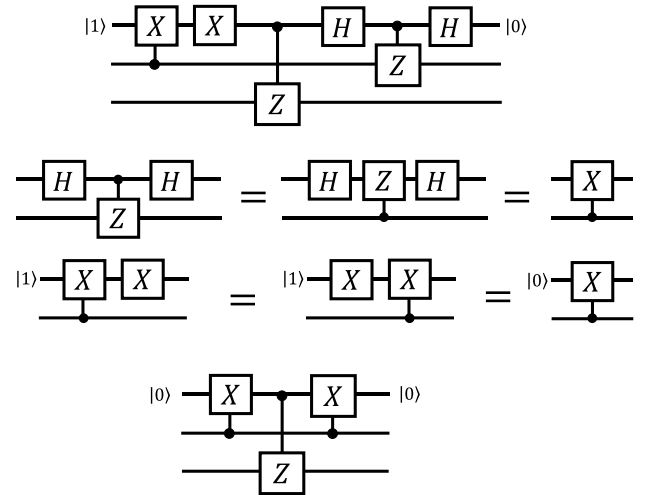 |1⟩ X X H H |0⟩
Z
Z
H H = H Z H = X
Z
|1⟩ X X = |1⟩ X X = |0⟩ X
|0⟩ X X |0⟩
Z